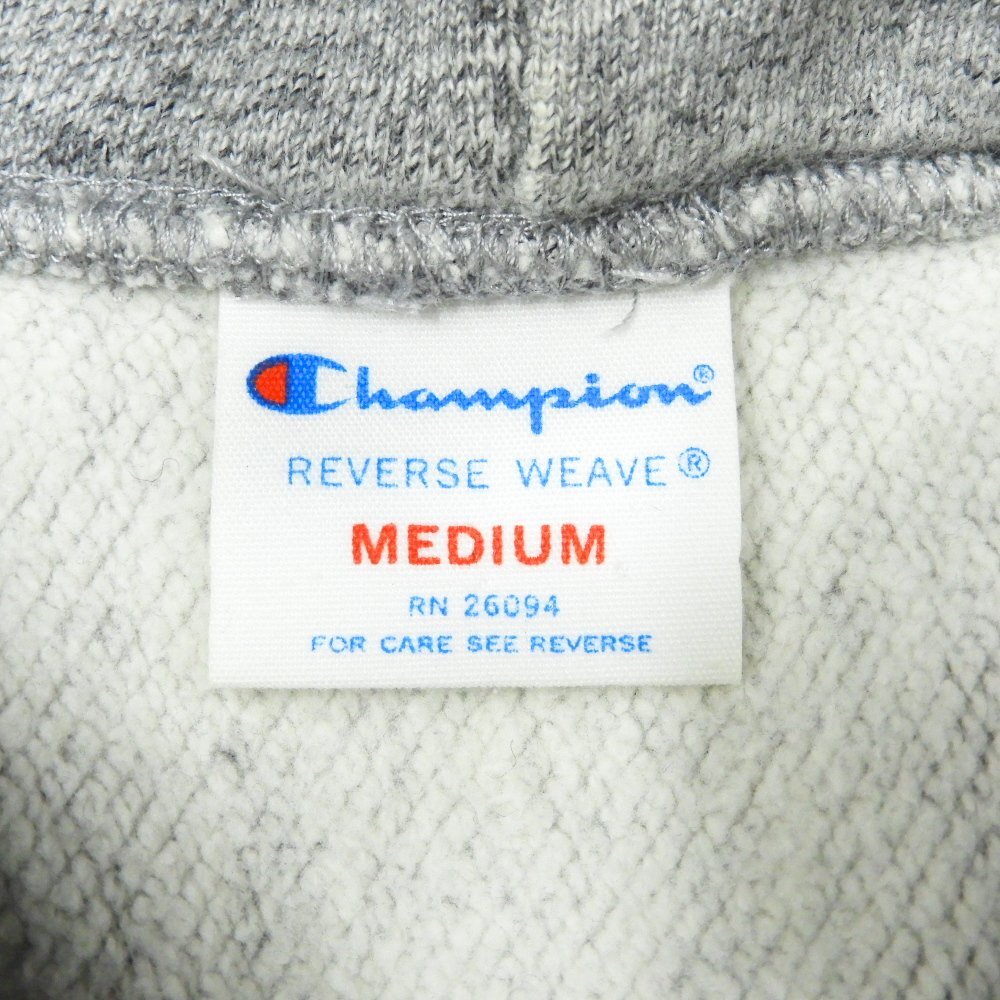 Champion®
REVERSE WEAVE®
MEDIUM
RN 26094
FOR CARE SEE REVERSE